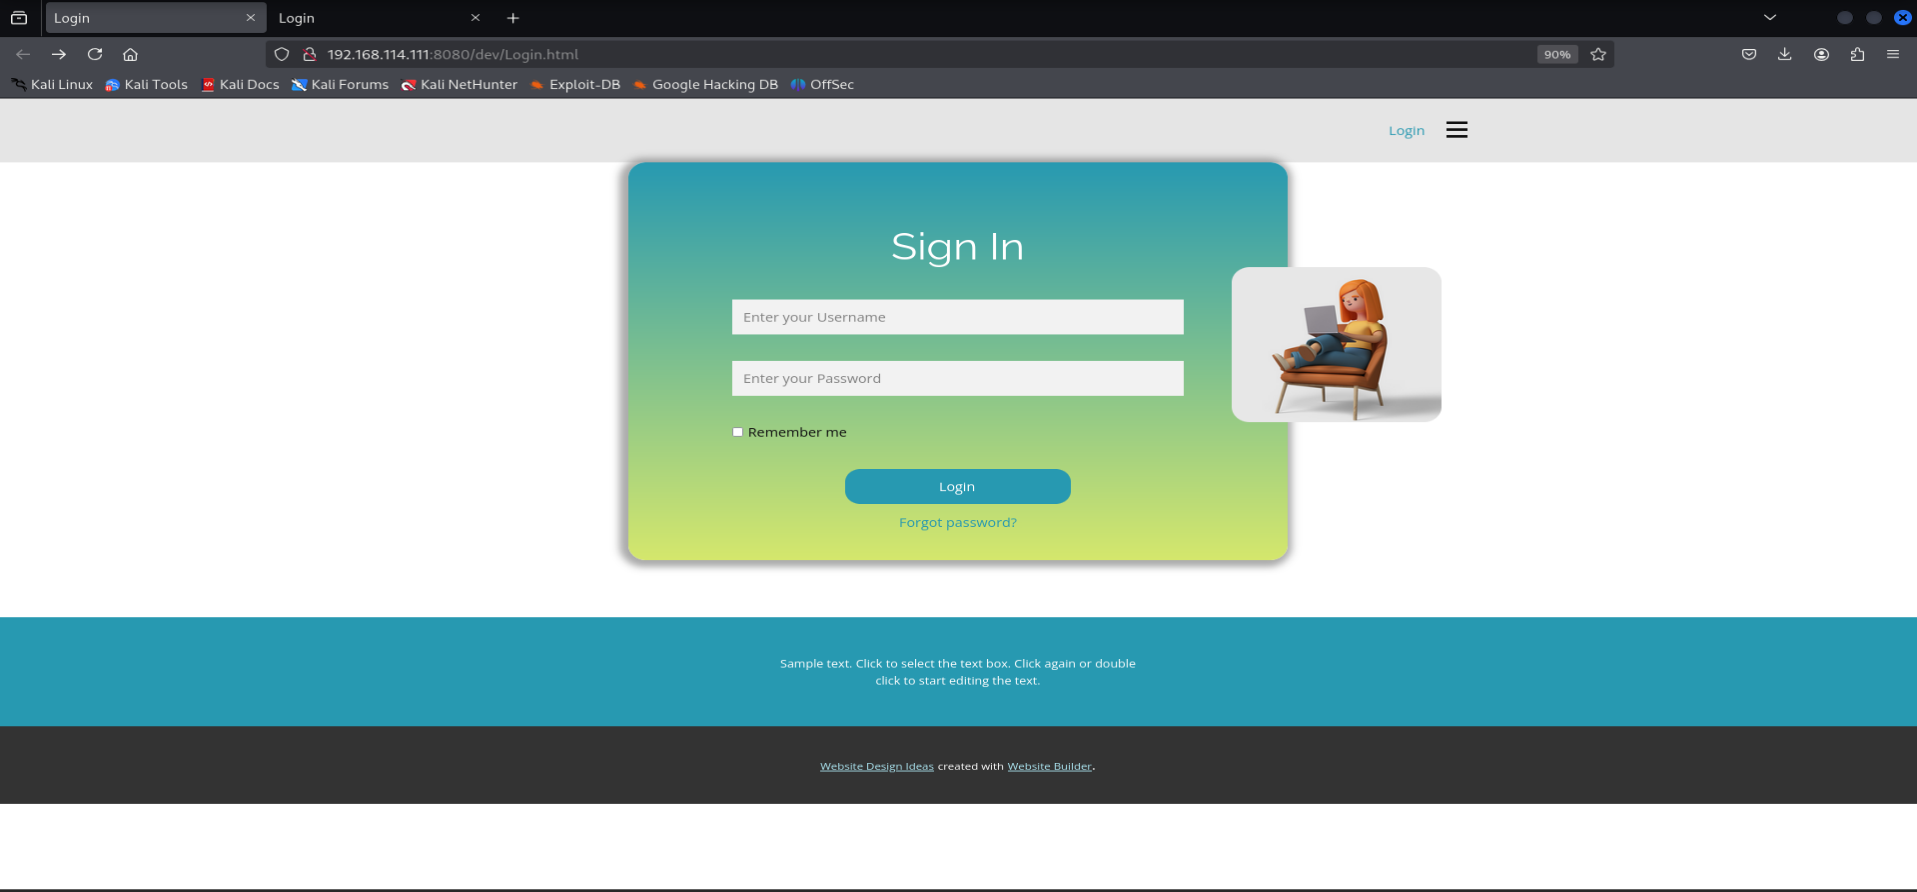 Login
Login
192.168.114.111:8080/dev/Login.html
90%
Kali Linux
Kali Tools
Kali Docs
Kali Forums
Kali NetHunter
Exploit-DB
Google Hacking DB
OffSec
Login
Sign In
Enter your Username
Enter your Password
Remember me
Login
Forgot password?
Sample text. Click to select the text box. Click again or double
click to start editing the text.
Website Design Ideas created with Website Builder.